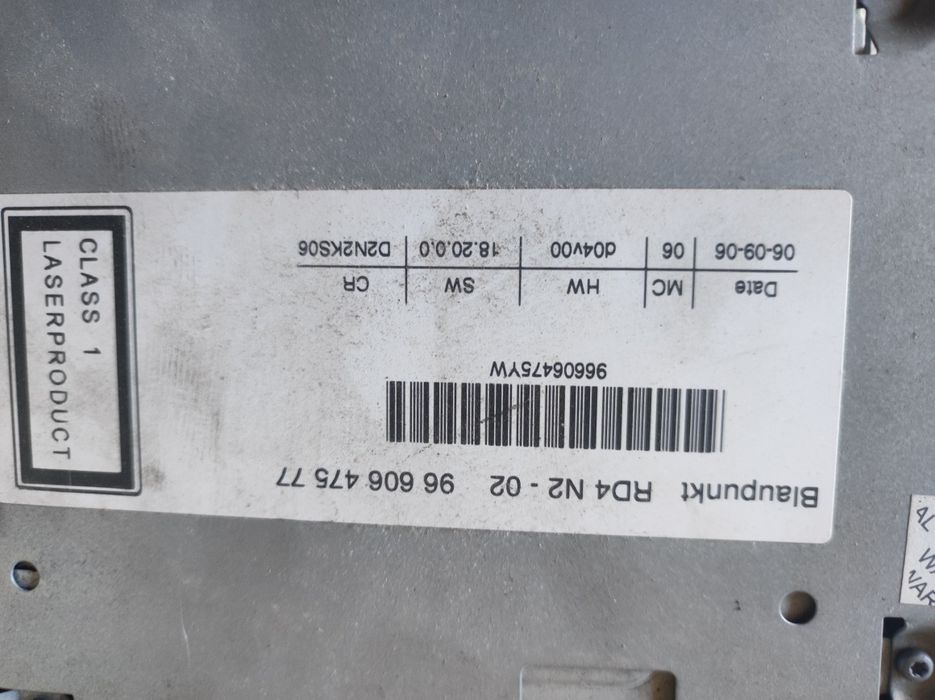 Blaupunkt RD4 N2 - 02 96 606 475 77
96606475YW
Date MC HW SW CR
06-09-06 06 d04v00 18.20.0.0 D2N2KS06
CLASS 1
LASERPRODUCT